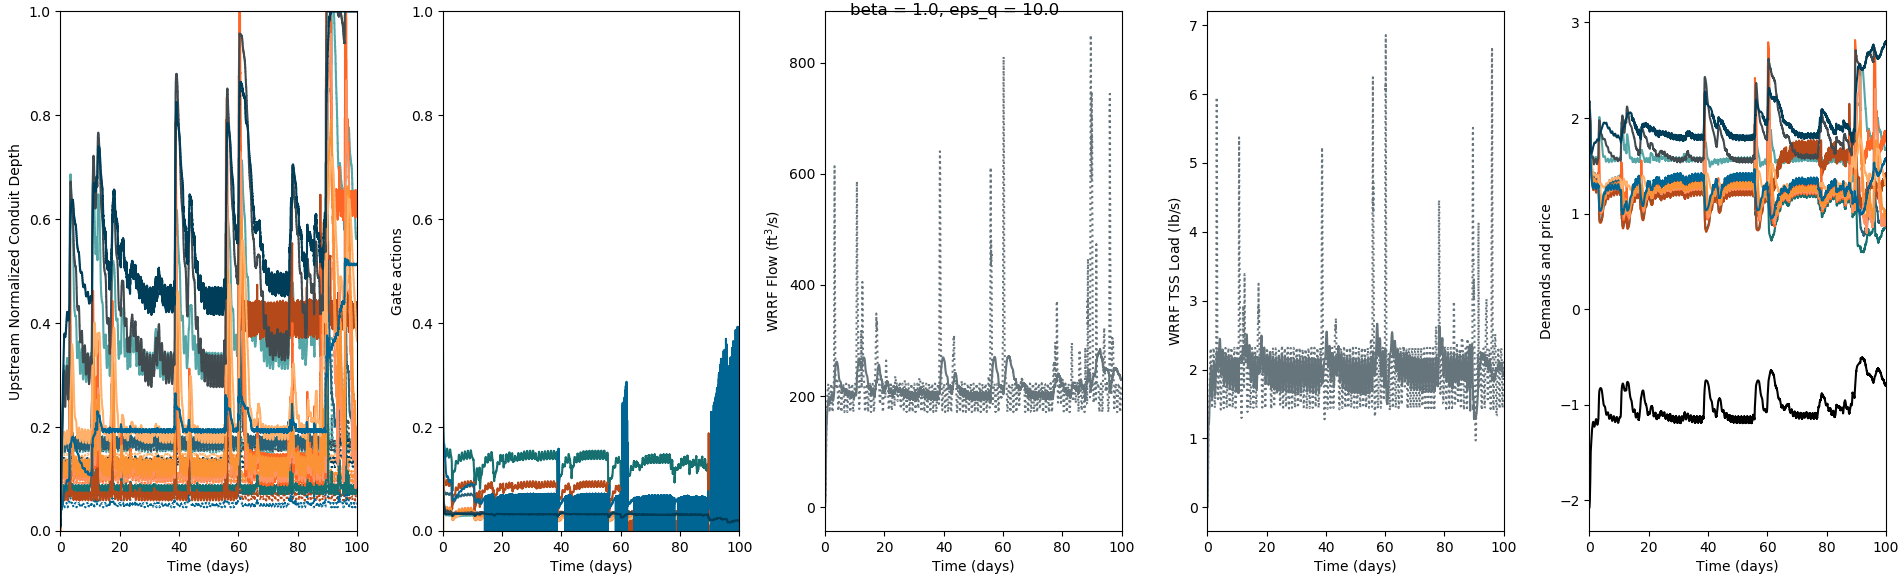 beta = 1.0, eps_q = 10.0
Upstream Normalized Conduit Depth
1.0
0.8
0.6
0.4
0.2
0.0
0 20 40 60 80 100
Time (days)
Gate actions
1.0
0.8
0.6
0.4
0.2
0.0
0 20 40 60 80 100
Time (days)
WRRF Flow (ft³/s)
800
600
400
200
0
0 20 40 60 80 100
Time (days)
WRRF TSS Load (lb/s)
7
6
5
4
3
2
1
0
0 20 40 60 80 100
Time (days)
Demands and price
3
2
1
0
−1
−2
0 20 40 60 80 100
Time (days)